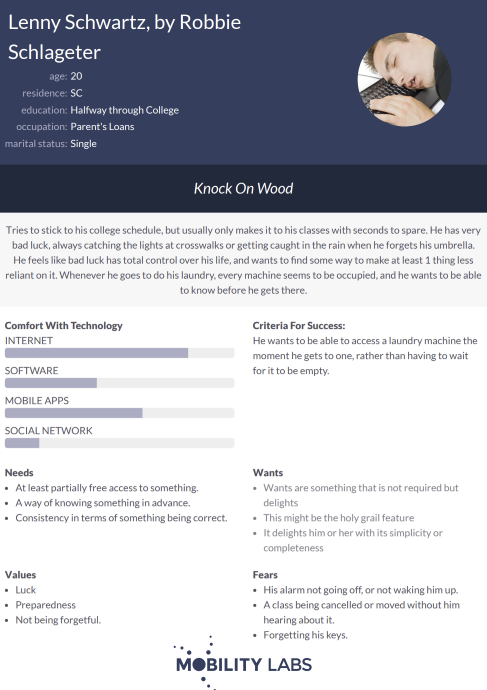 Lenny Schwartz, by Robbie
Schlageter
age: 20
residence: SC
education: Halfway through College
occupation: Parent's Loans
marital status: Single
Knock On Wood
Tries to stick to his college schedule, but usually only makes it to his classes with seconds to spare. He has very
bad luck, always catching the lights at crosswalks or getting caught in the rain when he forgets his umbrella.
He feels like bad luck has total control over his life, and wants to find some way to make at least 1 thing less
reliant on it. Whenever he goes to do his laundry, every machine seems to be occupied, and he wants to be able
to know before he gets there.
Comfort With Technology
INTERNET
SOFTWARE
MOBILE APPS
SOCIAL NETWORK
Criteria For Success:
He wants to be able to access a laundry machine the
moment he gets to one, rather than having to wait
for it to be empty.
Needs
• At least partially free access to something.
• A way of knowing something in advance.
• Consistency in terms of something being correct.
Wants
• Wants are something that is not required but
delights
• This might be the holy grail feature
• It delights him or her with its simplicity or
completeness
Values
• Luck
• Preparedness
• Not being forgetful.
Fears
• His alarm not going off, or not waking him up.
• A class being cancelled or moved without him
hearing about it.
• Forgetting his keys.
MOBILITY LABS